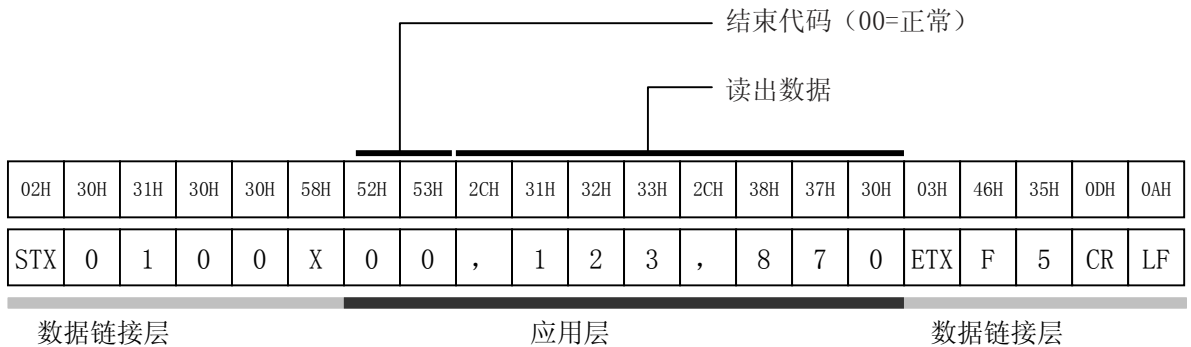 结束代码（00=正常）
读出数据
02H 30H 31H 30H 30H 58H 52H 53H 2CH 31H 32H 33H 2CH 38H 37H 30H 03H 46H 35H 0DH 0AH
STX 0 1 0 0 X 0 0 , 1 2 3 , 8 7 0 ETX F 5 CR LF
数据链接层 应用层 数据链接层